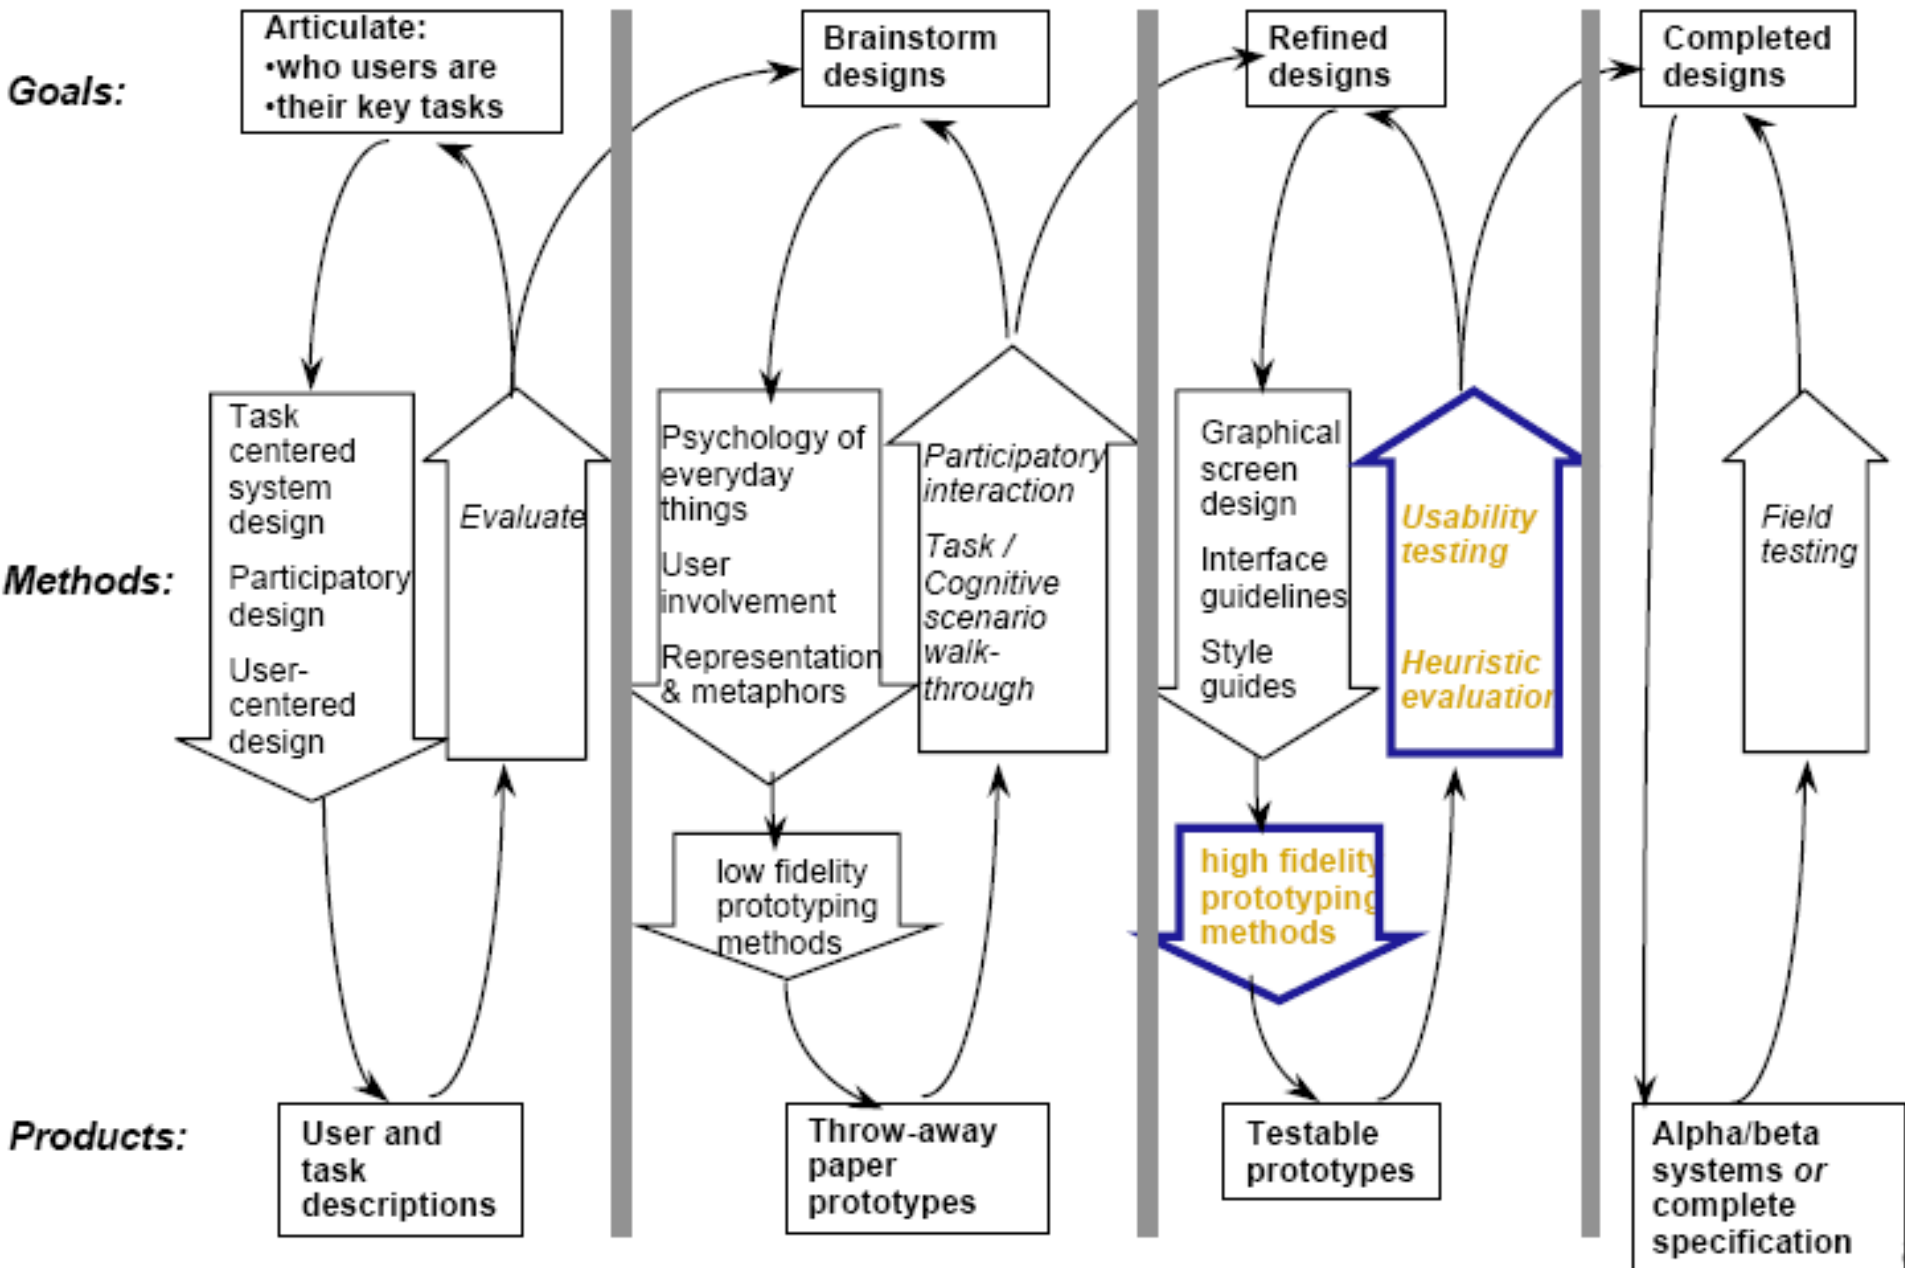 Goals:
Articulate:
•who users are
•their key tasks
Brainstorm
designs
Refined
designs
Completed
designs
Methods:
Task
centered
system
design
Participatory
design
User-
centered
design
Evaluate
Psychology of
everyday
things
User
involvement
Representation
& metaphors
low fidelity
prototyping
methods
Participatory
interaction
Task /
Cognitive
scenario
walk-
through
Graphical
screen
design
Interface
guidelines
Style
guides
high fidelity
prototyping
methods
Usability
testing
Heuristic
evaluation
Field
testing
Products:
User and
task
descriptions
Throw-away
paper
prototypes
Testable
prototypes
Alpha/beta
systems or
complete
specification